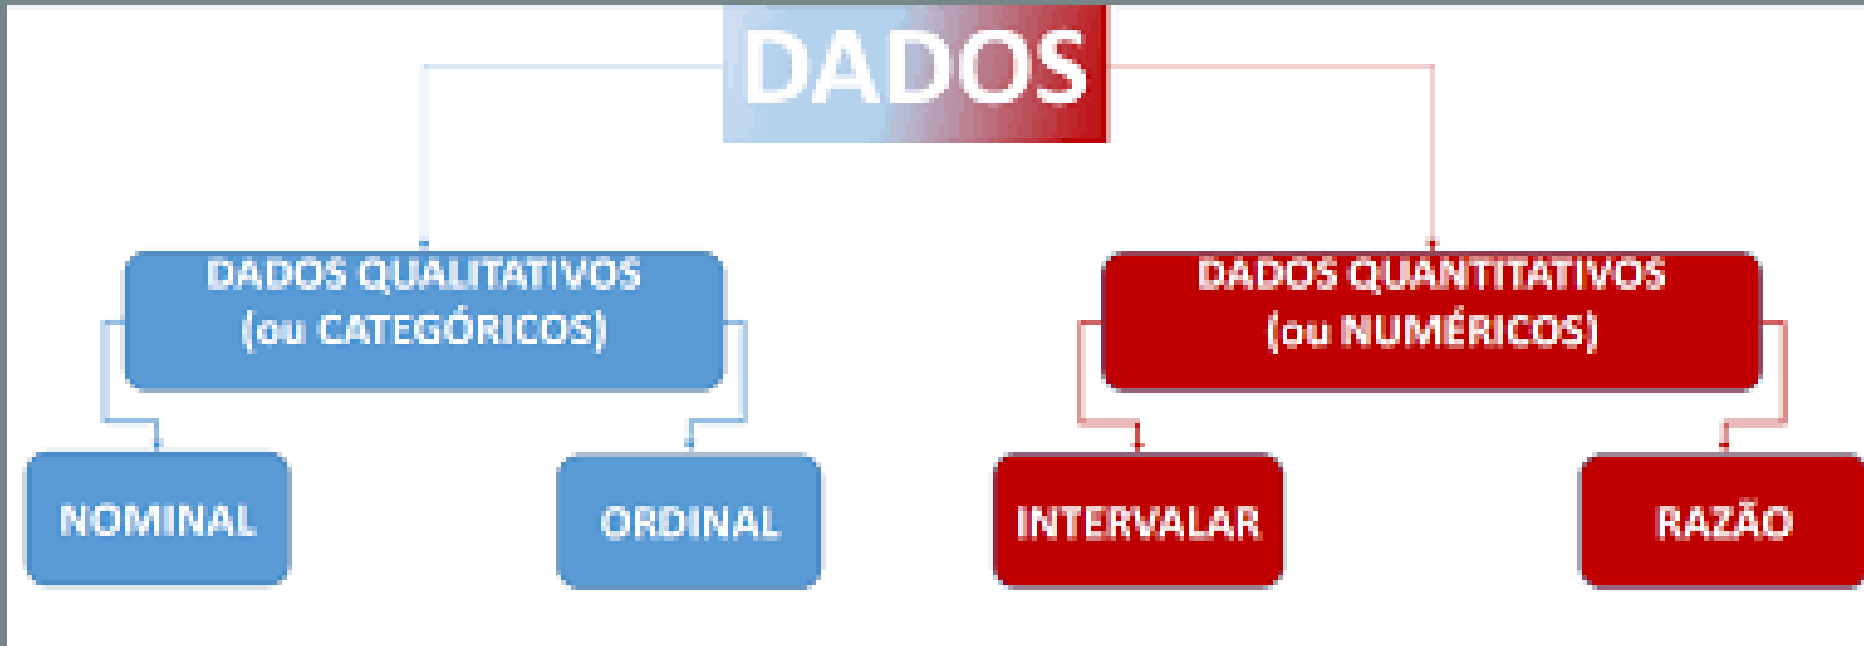 DADOS
DADOS QUALITATIVOS
(ou CATEGÓRICOS)
DADOS QUANTITATIVOS
(ou NUMÉRICOS)
NOMINAL
ORDINAL
INTERVALAR
RAZÃO